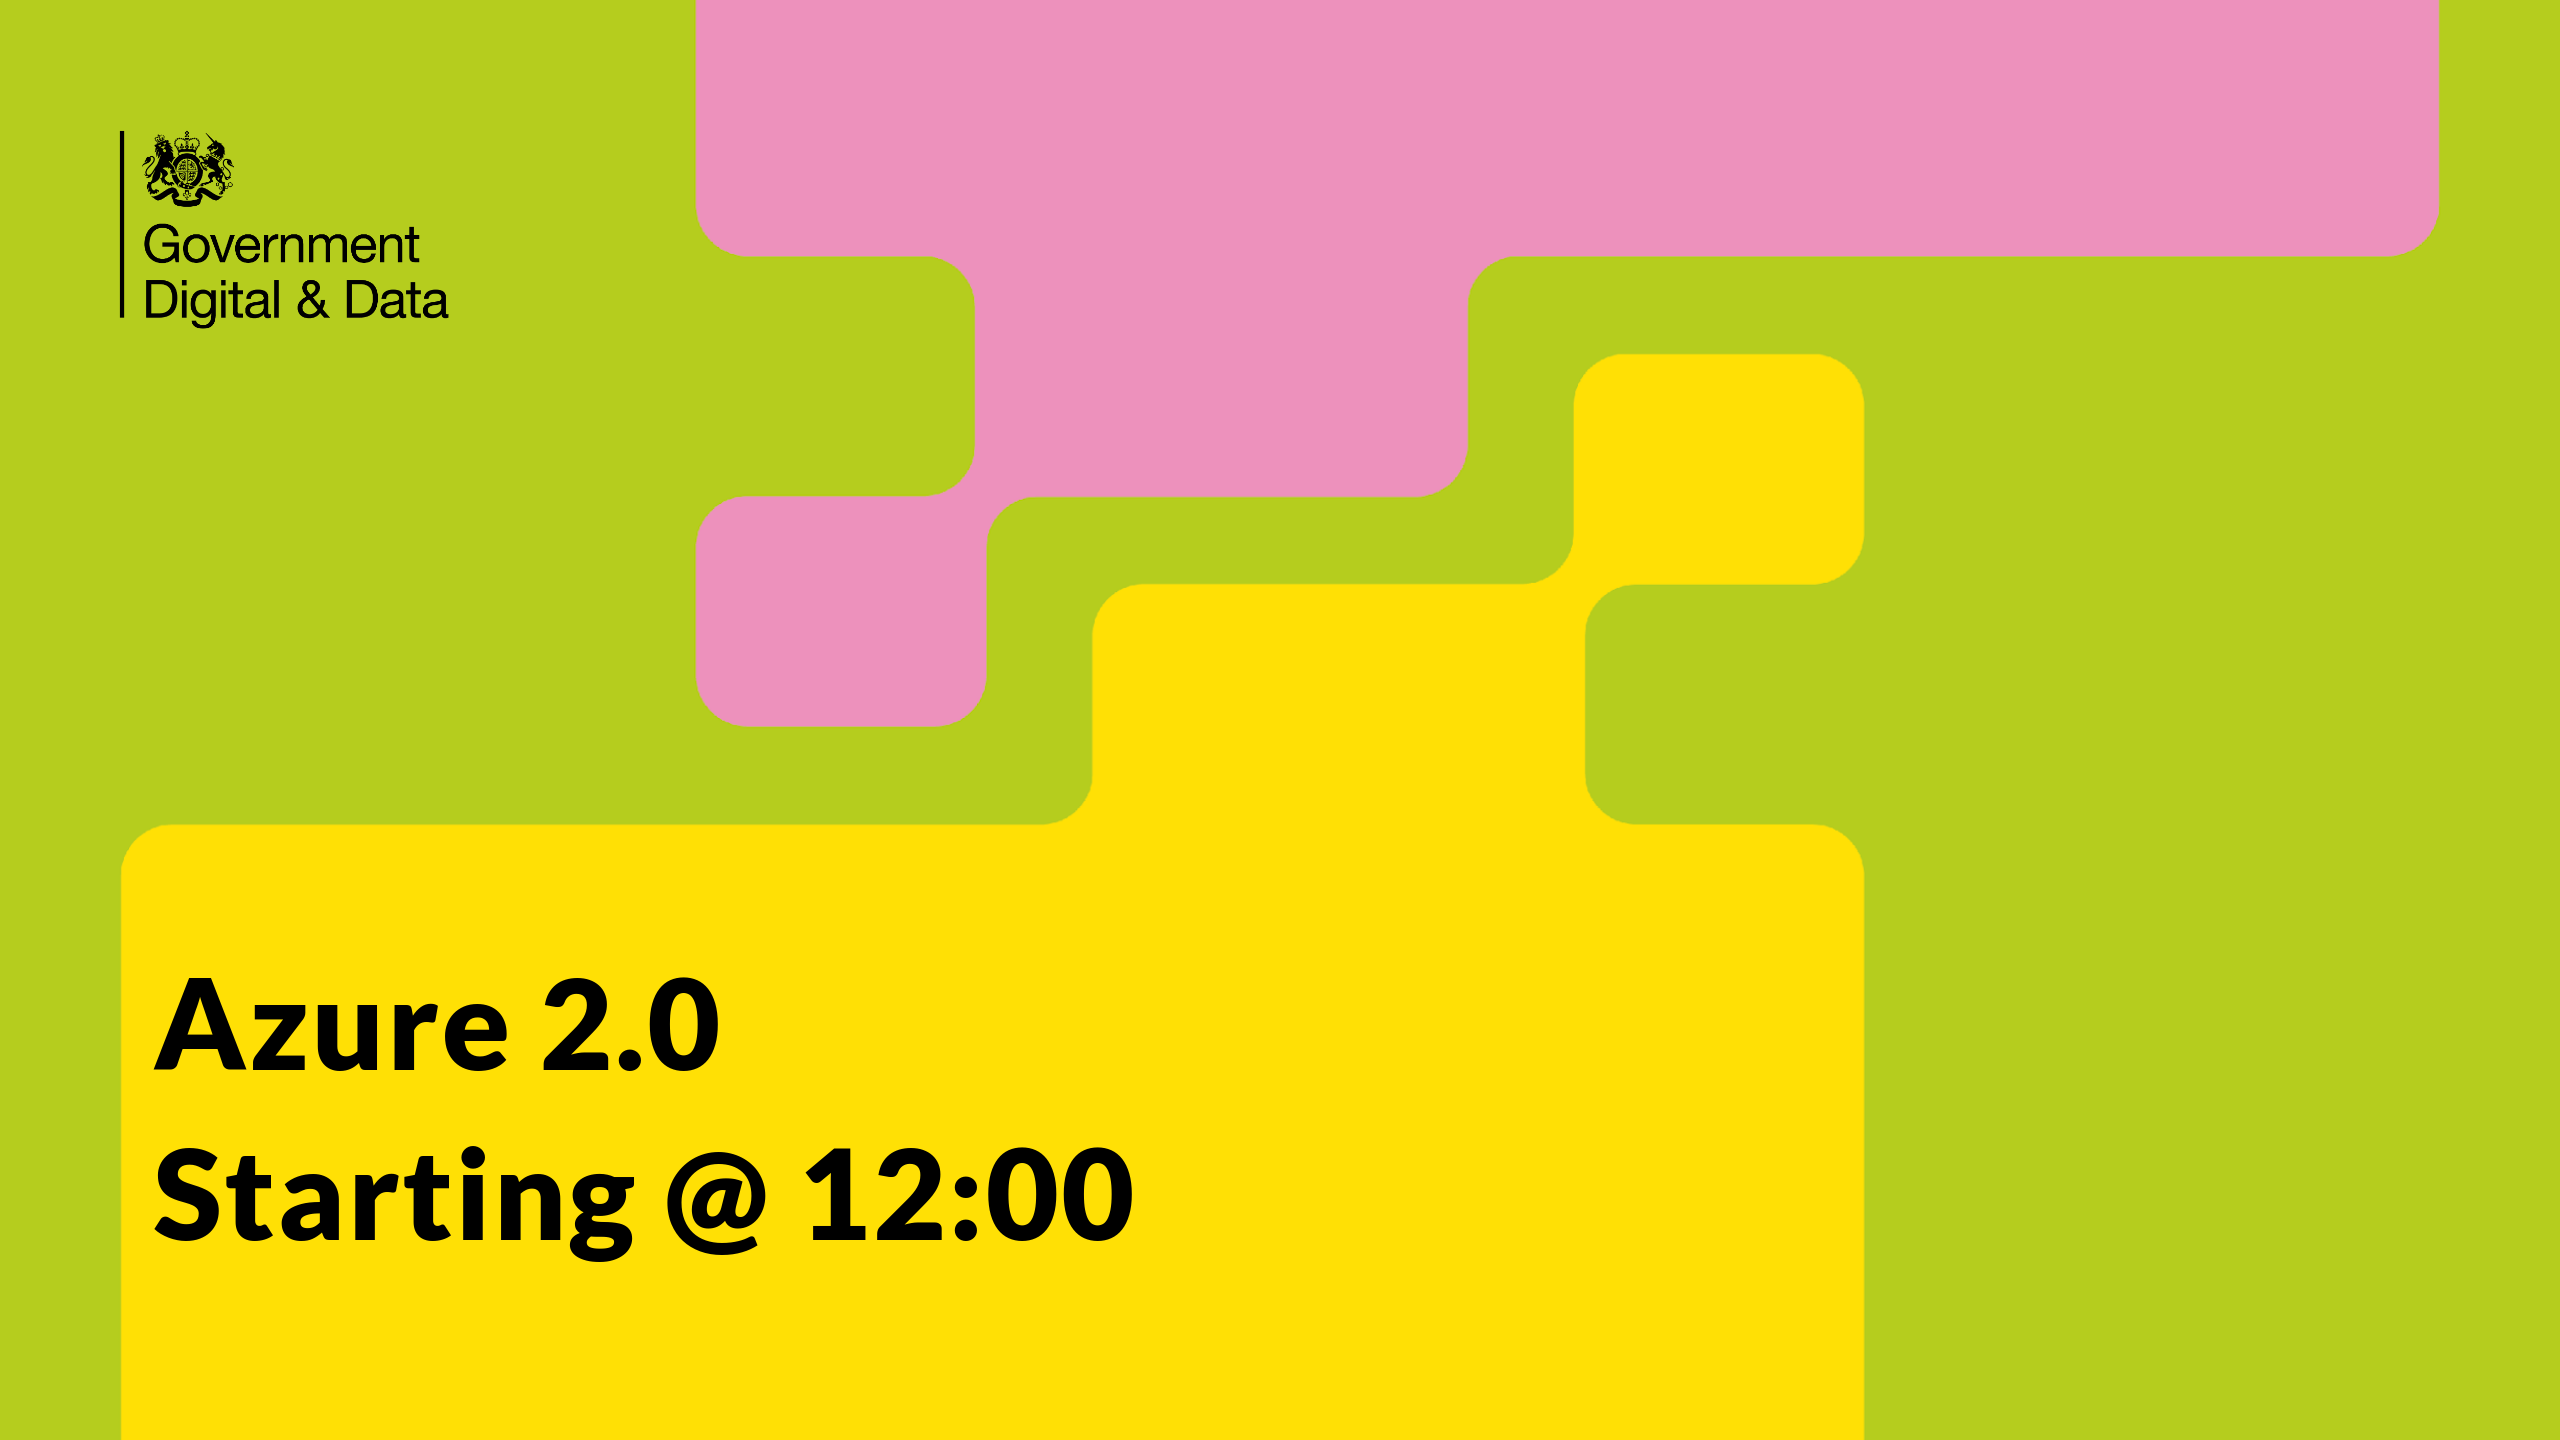 Government
Digital & Data
Azure 2.0
Starting @ 12:00